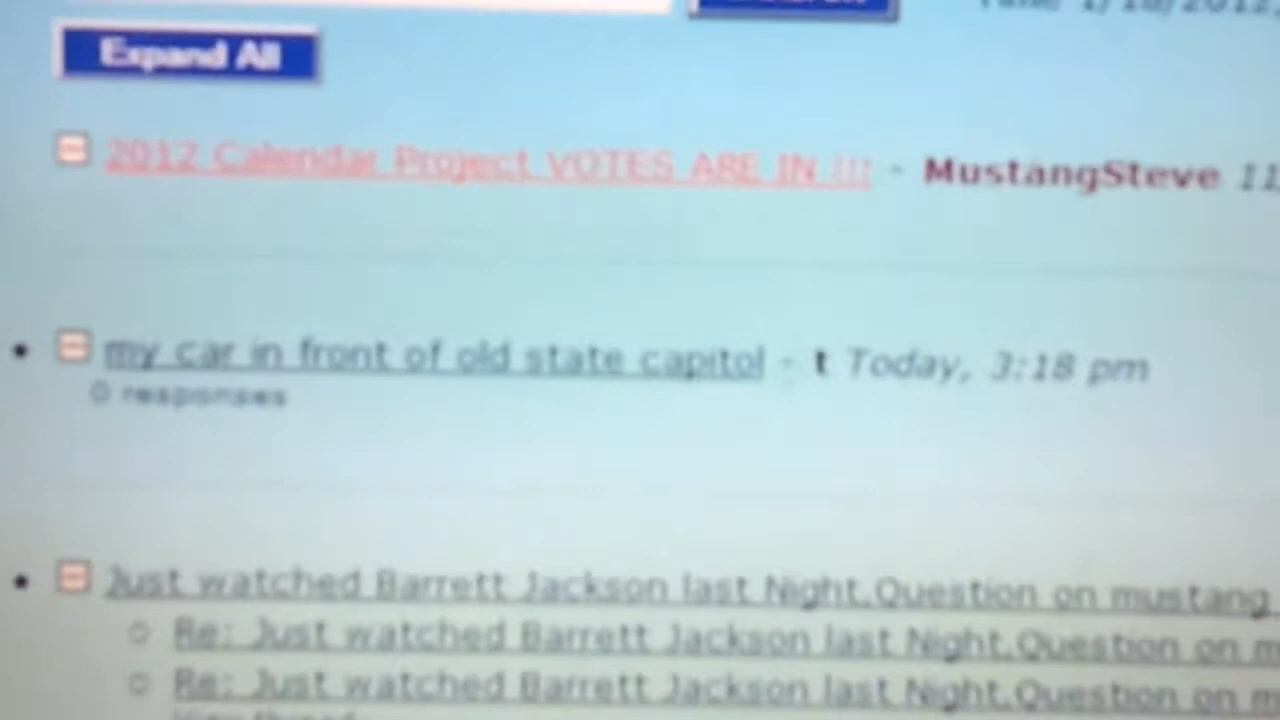 Expand All
2012 Calendar Project VOTES ARE IN !!! - MustangSteve 11
my car in front of old state capitol - t Today, 3:18 pm
0 responses
Just watched Barrett Jackson last Night.Question on mustang
Re: Just watched Barrett Jackson last Night.Question on m
Re: Just watched Barrett Jackson last Night.Question on m